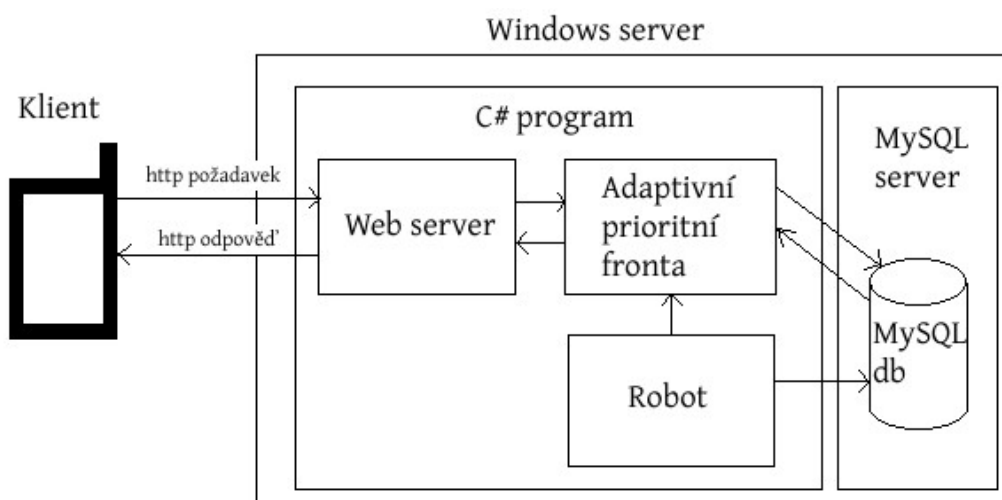 Windows server
Klient
C# program
MySQL
server
http požadavek
Web server
Adaptivní
prioritní
fronta
http odpověď
MySQL
db
Robot